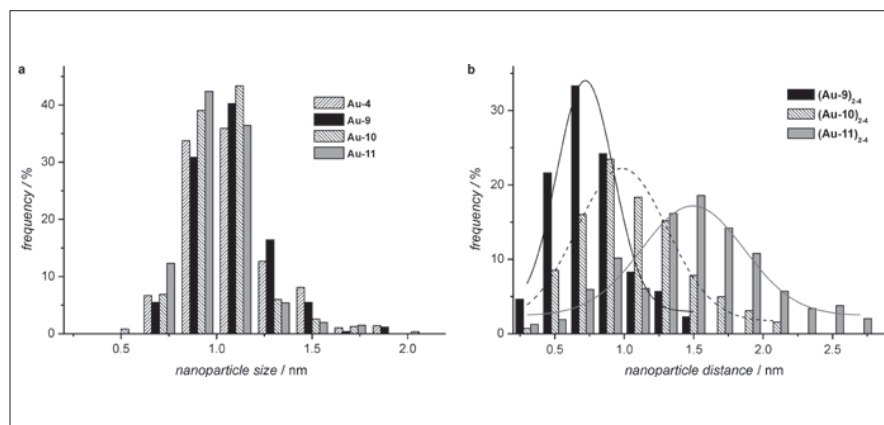 a
Au-4
Au-9
Au-10
Au-11
frequency / %
40
30
20
10
0
0.5
1.0
1.5
2.0
nanoparticle size / nm
b
(Au-9)2-4
(Au-10)2-4
(Au-11)2-4
frequency / %
30
20
10
0
0.5
1.0
1.5
2.0
2.5
nanoparticle distance / nm